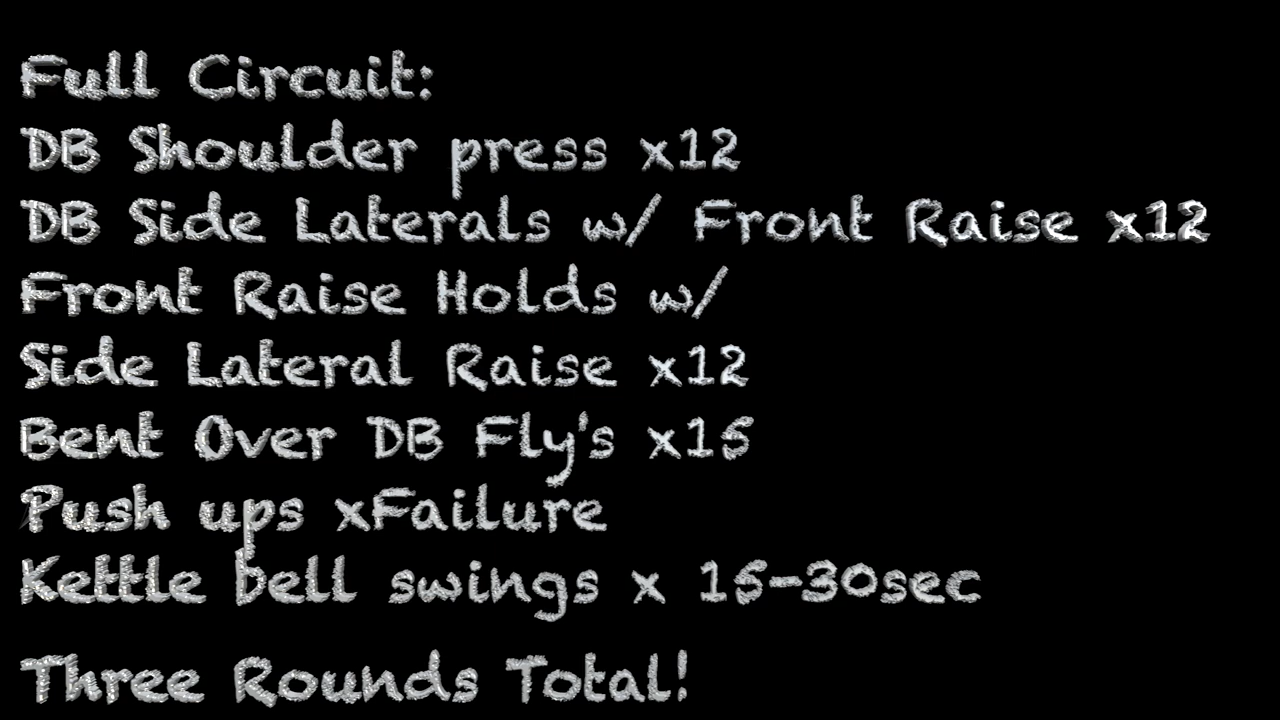 Full Circuit:
DB Shoulder press x12
DB Side Laterals w/ Front Raise x12
Front Raise Holds w/
Side Lateral Raise x12
Bent Over DB Fly's x15
Push ups xFailure
Kettle bell swings x 15-30sec
Three Rounds Total!